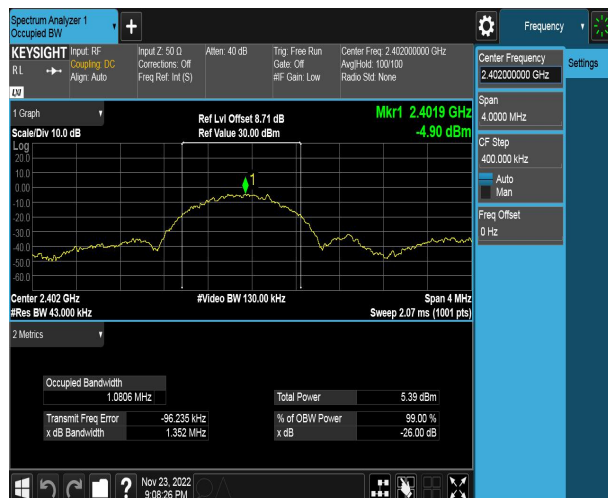 Spectrum Analyzer 1
Occupied BW
+
Frequency
KEYSIGHT
RL
LXI
Input: RF
Coupling: DC
Align: Auto
Input Z: 50 Ω
Corrections: Off
Freq Ref: Int (S)
Atten: 40 dB
Trig: Free Run
Gate: Off
#IF Gain: Low
Center Freq: 2.402000000 GHz
Avg|Hold: 100/100
Radio Std: None
Center Frequency
2.402000000 GHz
Settings
Span
4.0000 MHz
CF Step
400.000 kHz
Auto
Man
Freq Offset
0 Hz
1 Graph
Scale/Div 10.0 dB
Ref Lvl Offset 8.71 dB
Ref Value 30.00 dBm
Mkr1 2.4019 GHz
-4.90 dBm
Log
20.0
10.0
0.00
-10.0
-20.0
-30.0
-40.0
-50.0
-60.0
1
Center 2.402 GHz
#Res BW 43.000 kHz
#Video BW 130.00 kHz
Span 4 MHz
Sweep 2.07 ms (1001 pts)
2 Metrics
Occupied Bandwidth
1.0806 MHz
Total Power 5.39 dBm
Transmit Freq Error -96.235 kHz
% of OBW Power 99.00 %
x dB Bandwidth 1.352 MHz
x dB -26.00 dB
?
Nov 23, 2022
9:08:26 PM